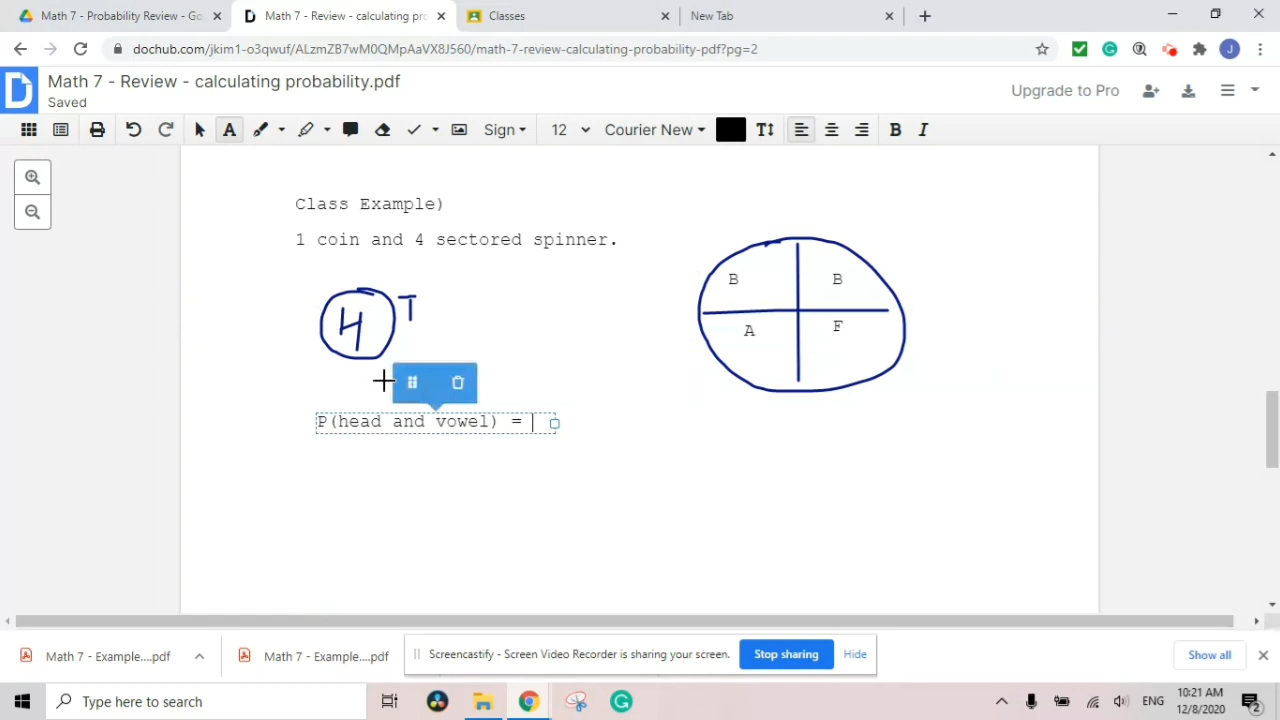 Math 7 - Probability Review - Go
Math 7 - Review - calculating pro
Classes
New Tab
dochub.com/jkim1-o3qwuf/ALzmZB7wM0QMpAaVX8J560/math-7-review-calculating-probability-pdf?pg=2
J
Math 7 - Review - calculating probability.pdf
Saved
Upgrade to Pro
A Sign 12 Courier New B I
Class Example)
1 coin and 4 sectored spinner.
B B
H T
A F
P(head and vowel) =
Math 7 - Example....pdf
Math 7 - Example....pdf
Screencastify - Screen Video Recorder is sharing your screen.
Stop sharing
Hide
Show all
Type here to search
ENG
10:21 AM
12/8/2020
2